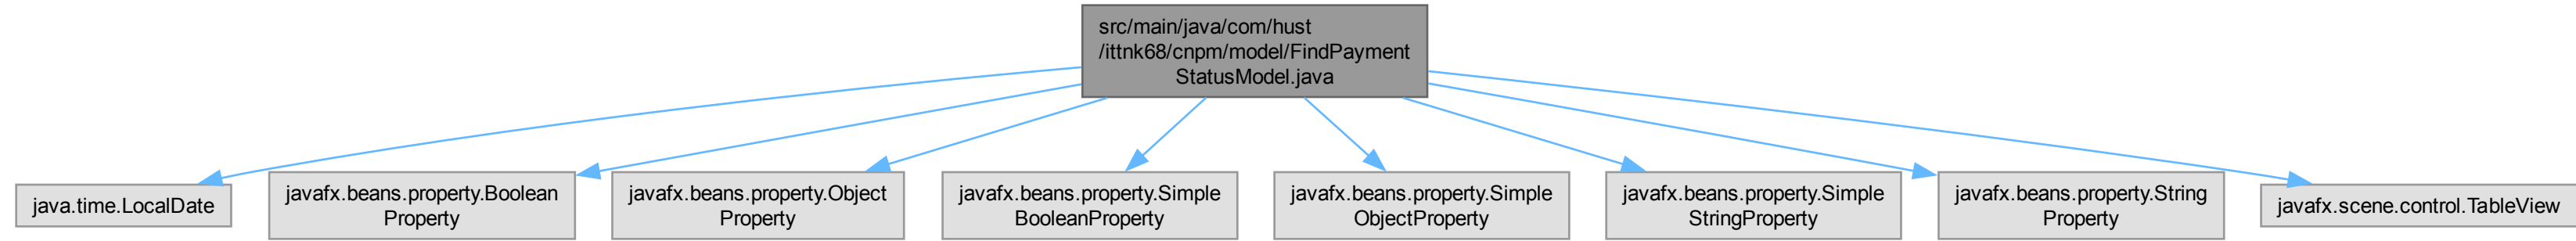 src/main/java/com/hust
/ittnk68/cnpm/model/FindPayment
StatusModel.java
java.time.LocalDate
javafx.beans.property.Boolean
Property
javafx.beans.property.Object
Property
javafx.beans.property.Simple
BooleanProperty
javafx.beans.property.Simple
ObjectProperty
javafx.beans.property.Simple
StringProperty
javafx.beans.property.String
Property
javafx.scene.control.TableView